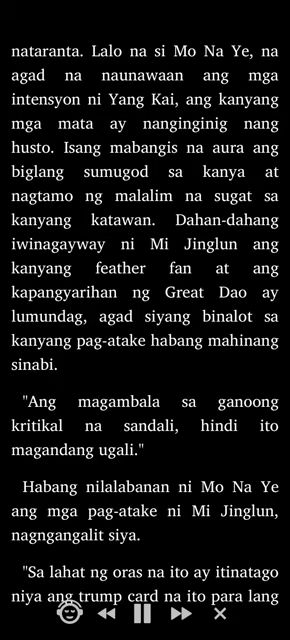 nataranta. Lalo na si Mo Na Ye, na
agad na naunawaan ang mga
intensyon ni Yang Kai, ang kanyang
mga mata ay nanginginig nang
husto. Isang mabangis na aura ang
biglang sumugod sa kanya at
nagtamo ng malalim na sugat sa
kanyang katawan. Dahan-dahang
iwinagayway ni Mi Jinglun ang
kanyang feather fan at ang
kapangyarihan ng Great Dao ay
lumundag, agad siyang binalot sa
kanyang pag-atake habang mahinang
sinabi.
"Ang magambala sa ganoong
kritikal na sandali, hindi ito
magandang ugali."
Habang nilalabanan ni Mo Na Ye
ang mga pag-atake ni Mi Jinglun,
nagngangalit siya.
"Sa lahat ng oras na ito ay itinatago
niya ang trump card na ito para lang